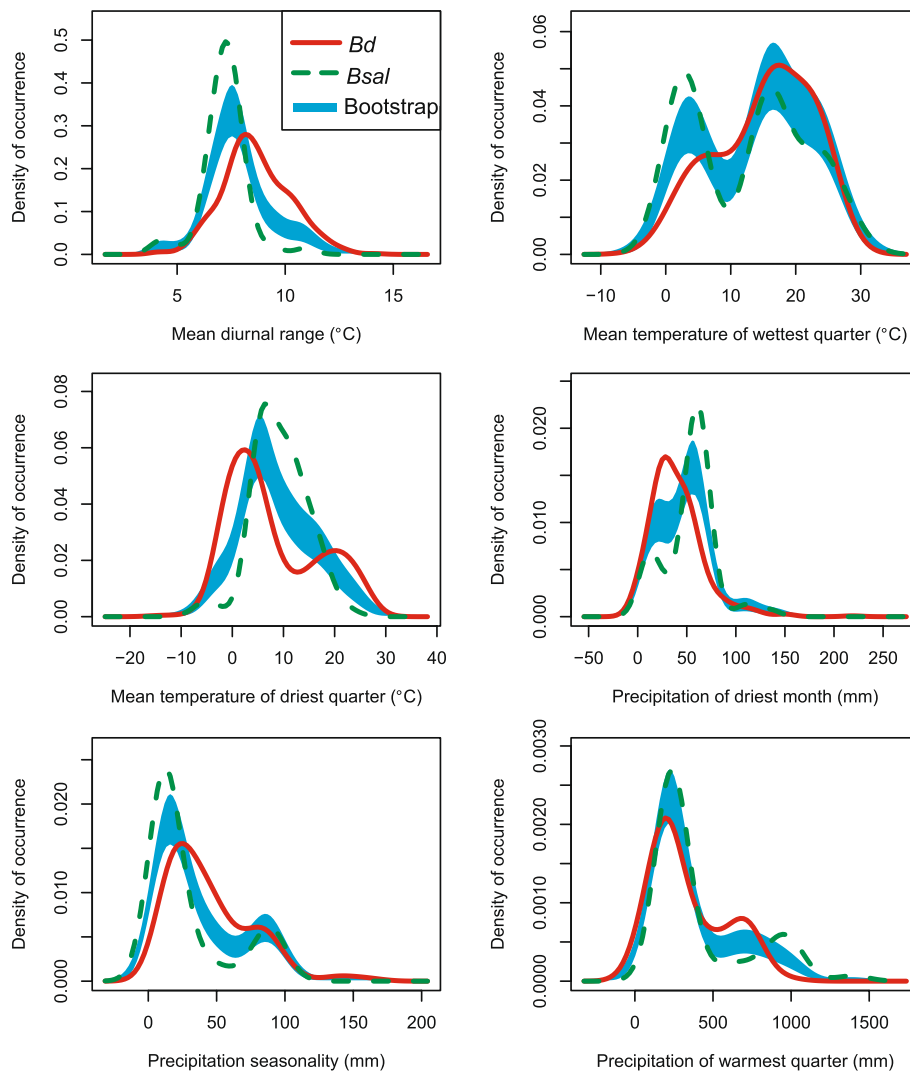 Density of occurrence
0.0 0.1 0.2 0.3 0.4 0.5
Bd
Bsal
Bootstrap
5 10 15
Mean diurnal range (°C)
Density of occurrence
0.00 0.02 0.04 0.06
−10 0 10 20 30
Mean temperature of wettest quarter (°C)
Density of occurrence
0.00 0.02 0.04 0.06 0.08
−20 −10 0 10 20 30 40
Mean temperature of driest quarter (°C)
Density of occurrence
0.000 0.010 0.020
−50 0 50 100 150 200 250
Precipitation of driest month (mm)
Density of occurrence
0.000 0.010 0.020
0 50 100 150 200
Precipitation seasonality (mm)
Density of occurrence
0.0000 0.0010 0.0020 0.0030
0 500 1000 1500
Precipitation of warmest quarter (mm)